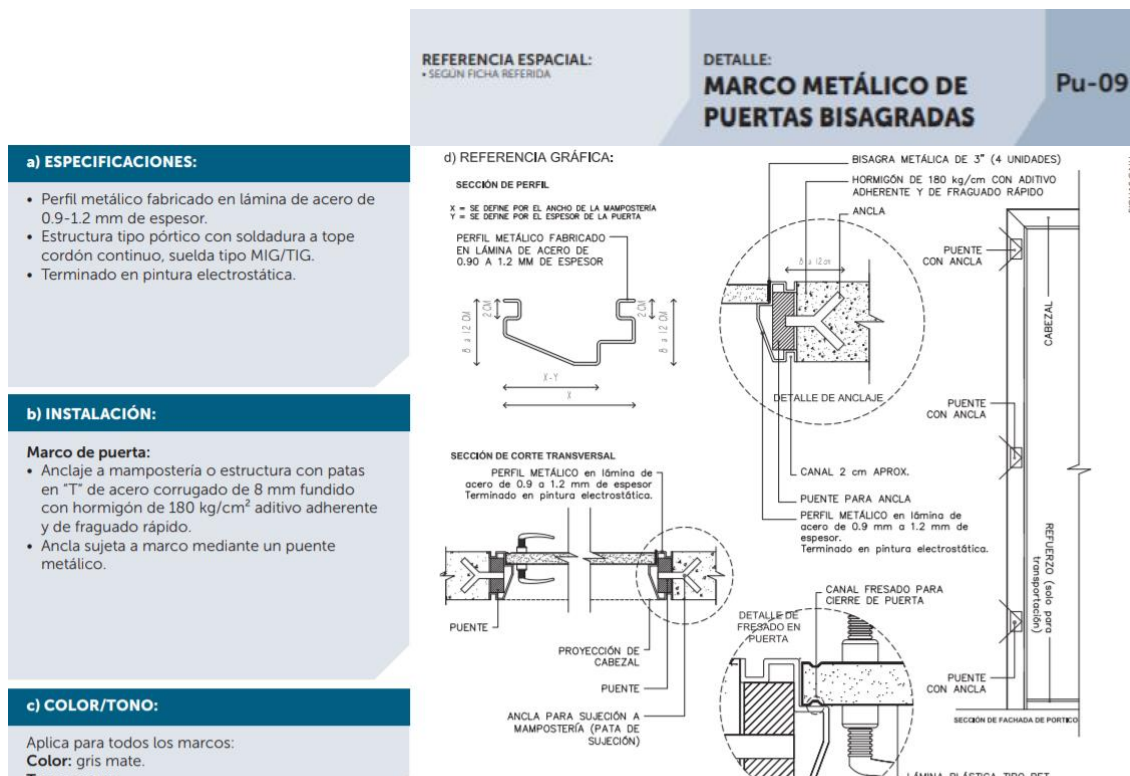 REFERENCIA ESPACIAL:
• SEGÚN FICHA REFERIDA
DETALLE:
MARCO METÁLICO DE
PUERTAS BISAGRADAS
Pu-09
a) ESPECIFICACIONES:
• Perfil metálico fabricado en lámina de acero de
0.9-1.2 mm de espesor.
• Estructura tipo pórtico con soldadura a tope
cordón continuo, suelda tipo MIG/TIG.
• Terminado en pintura electrostática.
b) INSTALACIÓN:
Marco de puerta:
• Anclaje a mampostería o estructura con patas
en "T" de acero corrugado de 8 mm fundido
con hormigón de 180 kg/cm² aditivo adherente
y de fraguado rápido.
• Ancla sujeta a marco mediante un puente
metálico.
c) COLOR/TONO:
Aplica para todos los marcos:
Color: gris mate.
d) REFERENCIA GRÁFICA:
SECCIÓN DE PERFIL
X = SE DEFINE POR EL ANCHO DE LA MAMPOSTERÍA
Y = SE DEFINE POR EL ESPESOR DE LA PUERTA
PERFIL METÁLICO FABRICADO
EN LÁMINA DE ACERO DE
0.90 A 1.2 MM DE ESPESOR
8 a 12 CM
2 CM
2 CM
8 a 12 CM
X-Y
X
BISAGRA METÁLICA DE 3" (4 UNIDADES)
HORMIGÓN DE 180 kg/cm CON ADITIVO
ADHERENTE Y DE FRAGUADO RÁPIDO
ANCLA
8 a 12cm
DETALLE DE ANCLAJE
CANAL 2 cm APROX.
PUENTE PARA ANCLA
PERFIL METÁLICO en lámina de
acero de 0.9 mm a 1.2 mm de
espesor.
Terminado en pintura electrostática.
SECCIÓN DE CORTE TRANSVERSAL
PERFIL METÁLICO en lámina de
acero de 0.9 a 1.2 mm de espesor
Terminado en pintura electrostática.
PUENTE
PROYECCIÓN DE
CABEZAL
PUENTE
ANCLA PARA SUJECIÓN A
MAMPOSTERÍA (PATA DE
SUJECIÓN)
CANAL FRESADO PARA
CIERRE DE PUERTA
DETALLE DE
FRESADO EN
PUERTA
PUENTE
CON ANCLA
CABEZAL
PUENTE
CON ANCLA
REFUERZO (solo para
transportación)
PUENTE
CON ANCLA
SECCIÓN DE FACHADA DE PORTICO
LÁMINA PLÁSTICA TIPO PET